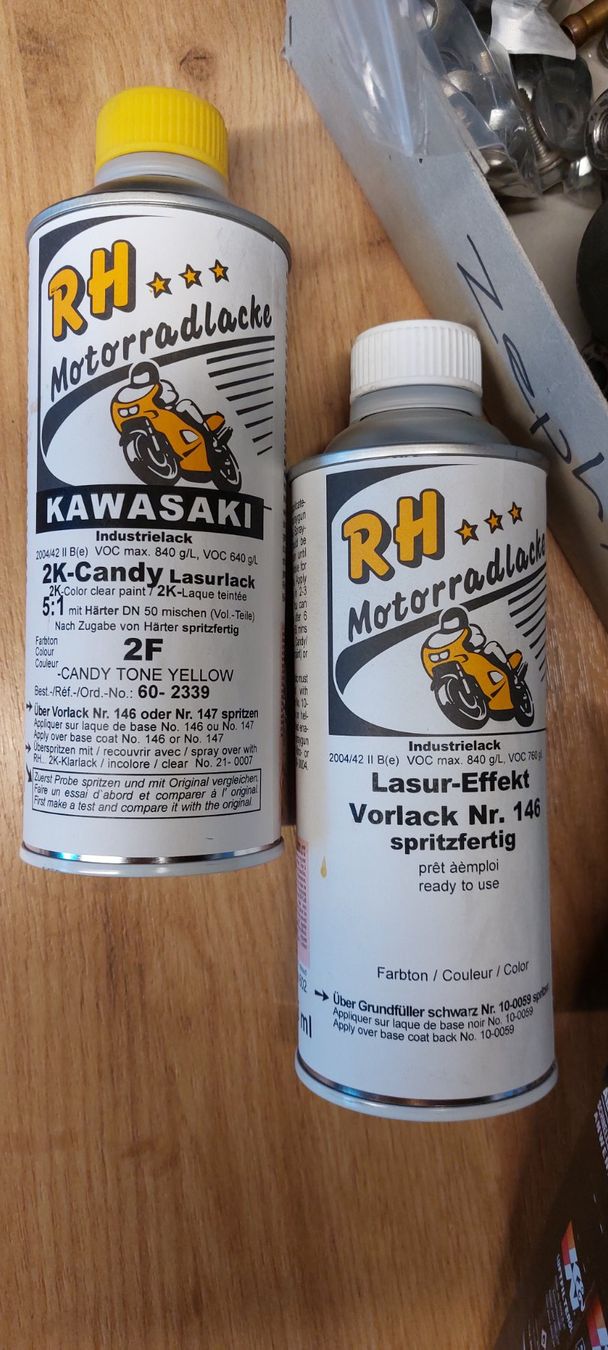 RH
Motorradlacke
KAWASAKI
Industrielack
2004/42 II B(e) VOC max. 840 g/L, VOC 640 g/L
2K-Candy Lasurlack
2K-Color clear paint / 2K-Laque teintée
5:1 mit Härter DN 50 mischen (Vol.-Teile)
Nach Zugabe von Härter spritzfertig
Farbton
Colour
Couleur
2F
-CANDY TONE YELLOW
Best.-/Réf./Ord.-No.: 60- 2339
Über Vorlack Nr. 146 oder Nr. 147 spritzen
Appliquer sur laque de base No. 146 ou No. 147
Apply over base coat No. 146 or No. 147
Überspritzen mit / recouvrir avec / spray over with
RH.. 2K-Klarlack / incolore / clear No. 21- 0007
Zuerst Probe spritzen und mit Original vergleichen.
Faire un essai d`abord et comparer à l' original.
First make a test and compare it with the original.
RH
Motorradlacke
Industrielack
2004/42 II B(e) VOC max. 840 g/L, VOC 760 g/L
Lasur-Effekt
Vorlack Nr. 146
spritzfertig
prêt àèmploi
ready to use
Farbton / Couleur / Color
Über Grundfüller schwarz Nr. 10-0059 spritzen
Appliquer sur laque de base noir No. 10-0059
Apply over base coat back No. 10-0059
ml
Zeph
K&N